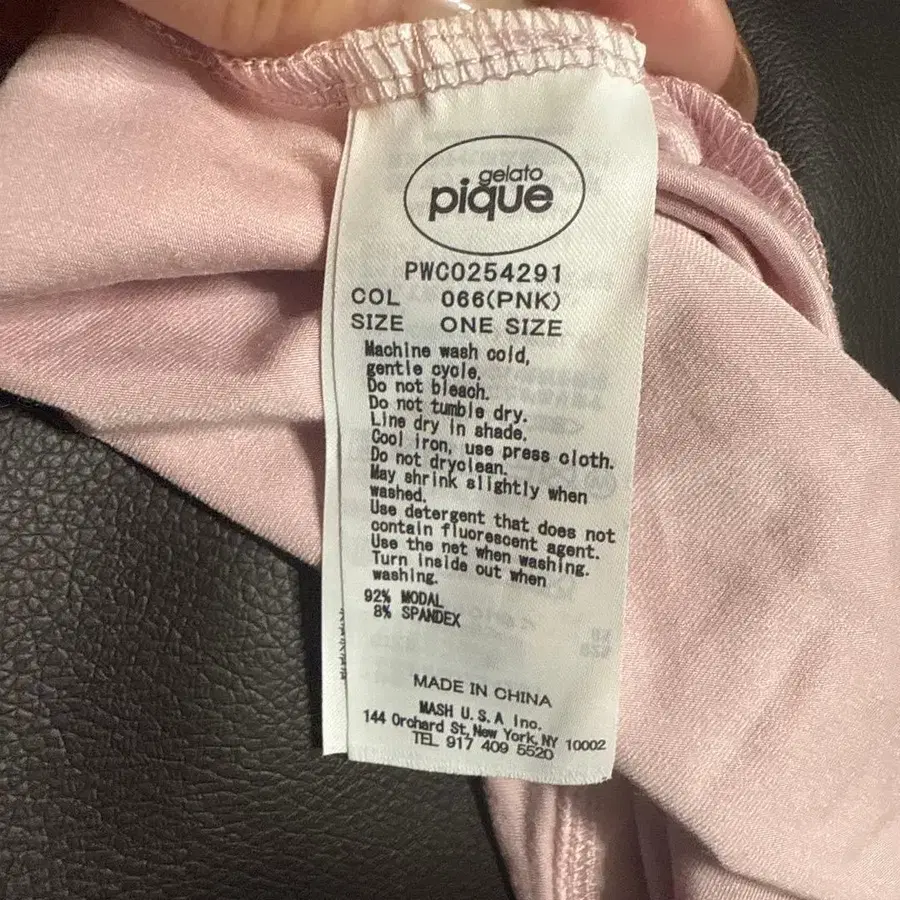 gelato
pique
PWCO254291
COL 066(PNK)
SIZE ONE SIZE
Machine wash cold,
gentle cycle.
Do not bleach.
Do not tumble dry.
Line dry in shade.
Cool iron, use press cloth.
Do not dryclean.
May shrink slightly when
washed.
Use detergent that does not
contain fluorescent agent.
Use the net when washing.
Turn inside out when
washing.
92% MODAL
8% SPANDEX
MADE IN CHINA
MASH U.S.A Inc.
144 Orchard St, New York, NY 10002
TEL 917 409 5520